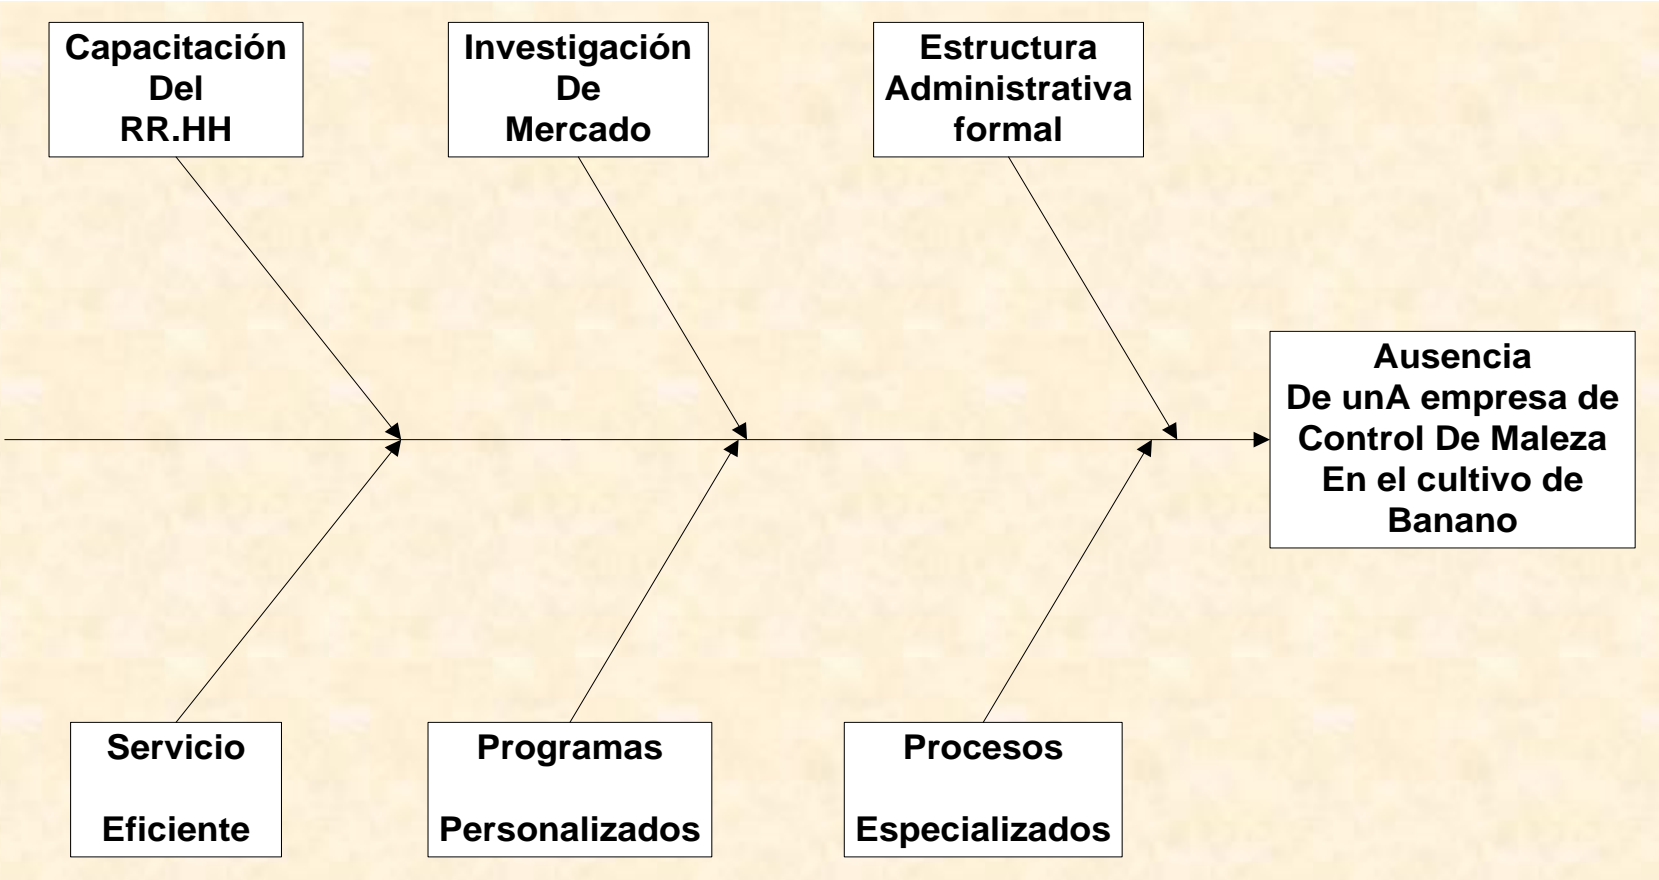 Capacitación
Del
RR.HH
Investigación
De
Mercado
Estructura
Administrativa
formal
Ausencia
De unA empresa de
Control De Maleza
En el cultivo de
Banano
Servicio
Eficiente
Programas
Personalizados
Procesos
Especializados